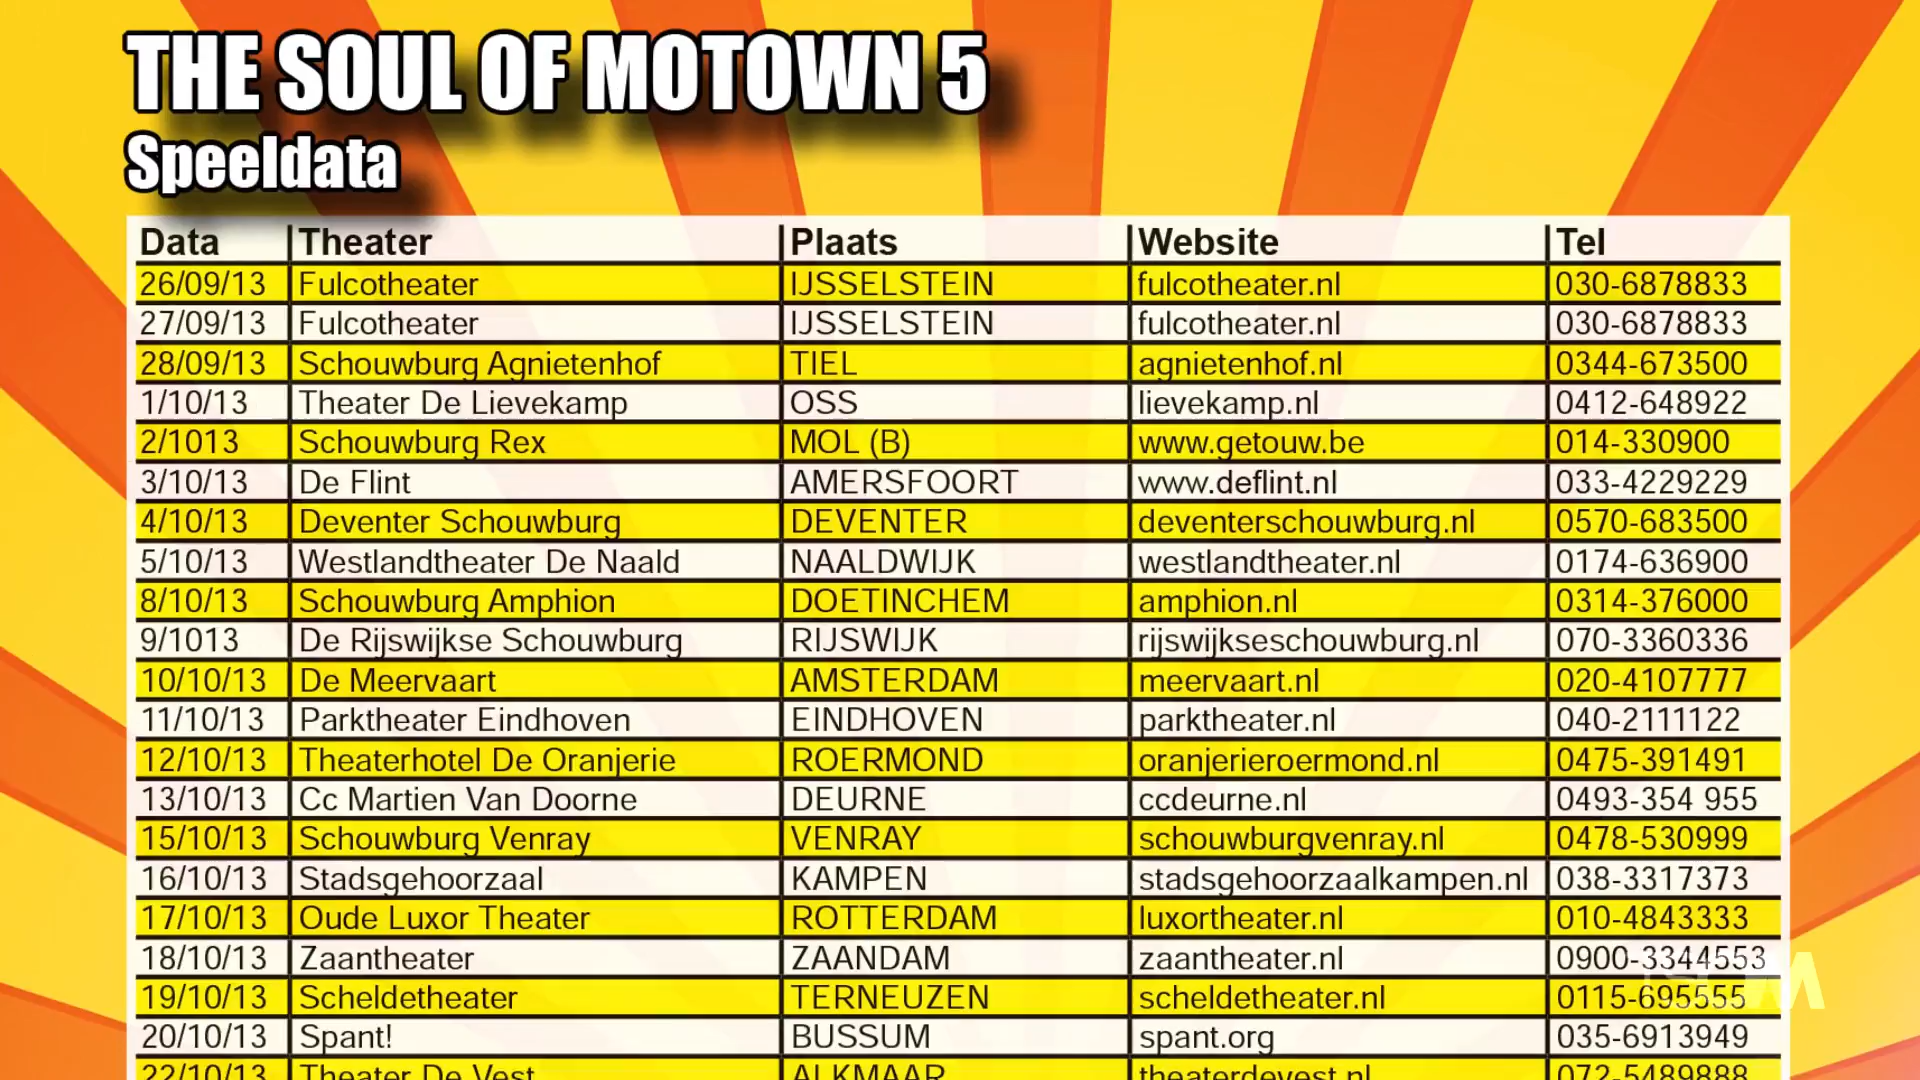 THE SOUL OF MOTOWN 5
Speeldata
Data Theater Plaats Website Tel
26/09/13 Fulcotheater IJSSELSTEIN fulcotheater.nl 030-6878833
27/09/13 Fulcotheater IJSSELSTEIN fulcotheater.nl 030-6878833
28/09/13 Schouwburg Agnietenhof TIEL agnietenhof.nl 0344-673500
1/10/13 Theater De Lievekamp OSS lievekamp.nl 0412-648922
2/1013 Schouwburg Rex MOL (B) www.getouw.be 014-330900
3/10/13 De Flint AMERSFOORT www.deflint.nl 033-4229229
4/10/13 Deventer Schouwburg DEVENTER deventerschouwburg.nl 0570-683500
5/10/13 Westlandtheater De Naald NAALDWIJK westlandtheater.nl 0174-636900
8/10/13 Schouwburg Amphion DOETINCHEM amphion.nl 0314-376000
9/1013 De Rijswijkse Schouwburg RIJSWIJK rijswijkseschouwburg.nl 070-3360336
10/10/13 De Meervaart AMSTERDAM meervaart.nl 020-4107777
11/10/13 Parktheater Eindhoven EINDHOVEN parktheater.nl 040-2111122
12/10/13 Theaterhotel De Oranjerie ROERMOND oranjerieroermond.nl 0475-391491
13/10/13 Cc Martien Van Doorne DEURNE ccdeurne.nl 0493-354 955
15/10/13 Schouwburg Venray VENRAY schouwburgvenray.nl 0478-530999
16/10/13 Stadsgehoorzaal KAMPEN stadsgehoorzaalkampen.nl 038-3317373
17/10/13 Oude Luxor Theater ROTTERDAM luxortheater.nl 010-4843333
18/10/13 Zaantheater ZAANDAM zaantheater.nl 0900-3344553
19/10/13 Scheldetheater TERNEUZEN scheldetheater.nl 0115-695555
20/10/13 Spant! BUSSUM spant.org 035-6913949
22/10/13 Theater De Vest ALKMAAR theaterdevest.nl 072-5489888